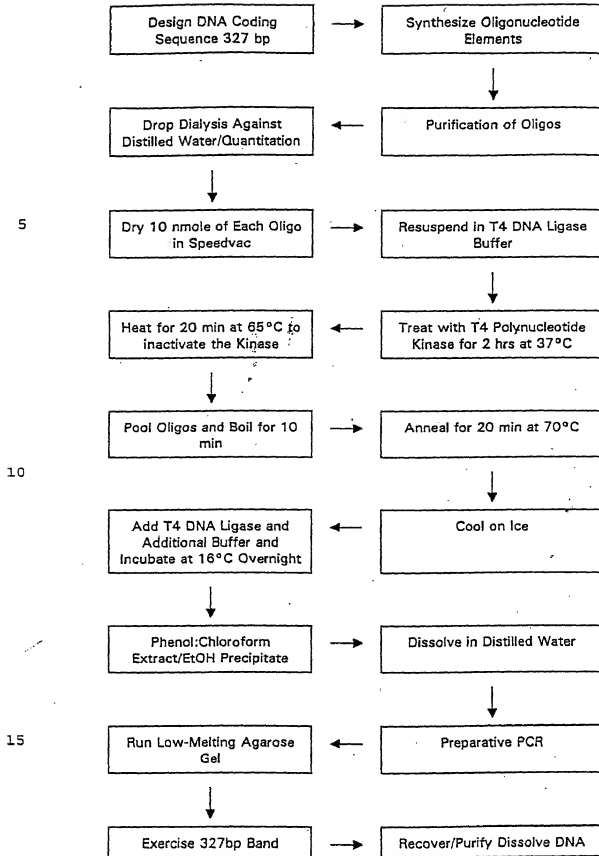 Design DNA Coding
Sequence 327 bp
Synthesize Oligonucleotide
Elements
Drop Dialysis Against
Distilled Water/Quantitation
Purification of Oligos
5
Dry 10 nmole of Each Oligo
in Speedvac
Resuspend in T4 DNA Ligase
Buffer
Heat for 20 min at 65°C to
inactivate the Kinase
Treat with T4 Polynucleotide
Kinase for 2 hrs at 37°C
Pool Oligos and Boil for 10
min
Anneal for 20 min at 70°C
10
Add T4 DNA Ligase and
Additional Buffer and
Incubate at 16°C Overnight
Cool on Ice
Phenol:Chloroform
Extract/EtOH Precipitate
Dissolve in Distilled Water
15
Run Low-Melting Agarose
Gel
Preparative PCR
Exercise 327bp Band
Recover/Purify Dissolve DNA